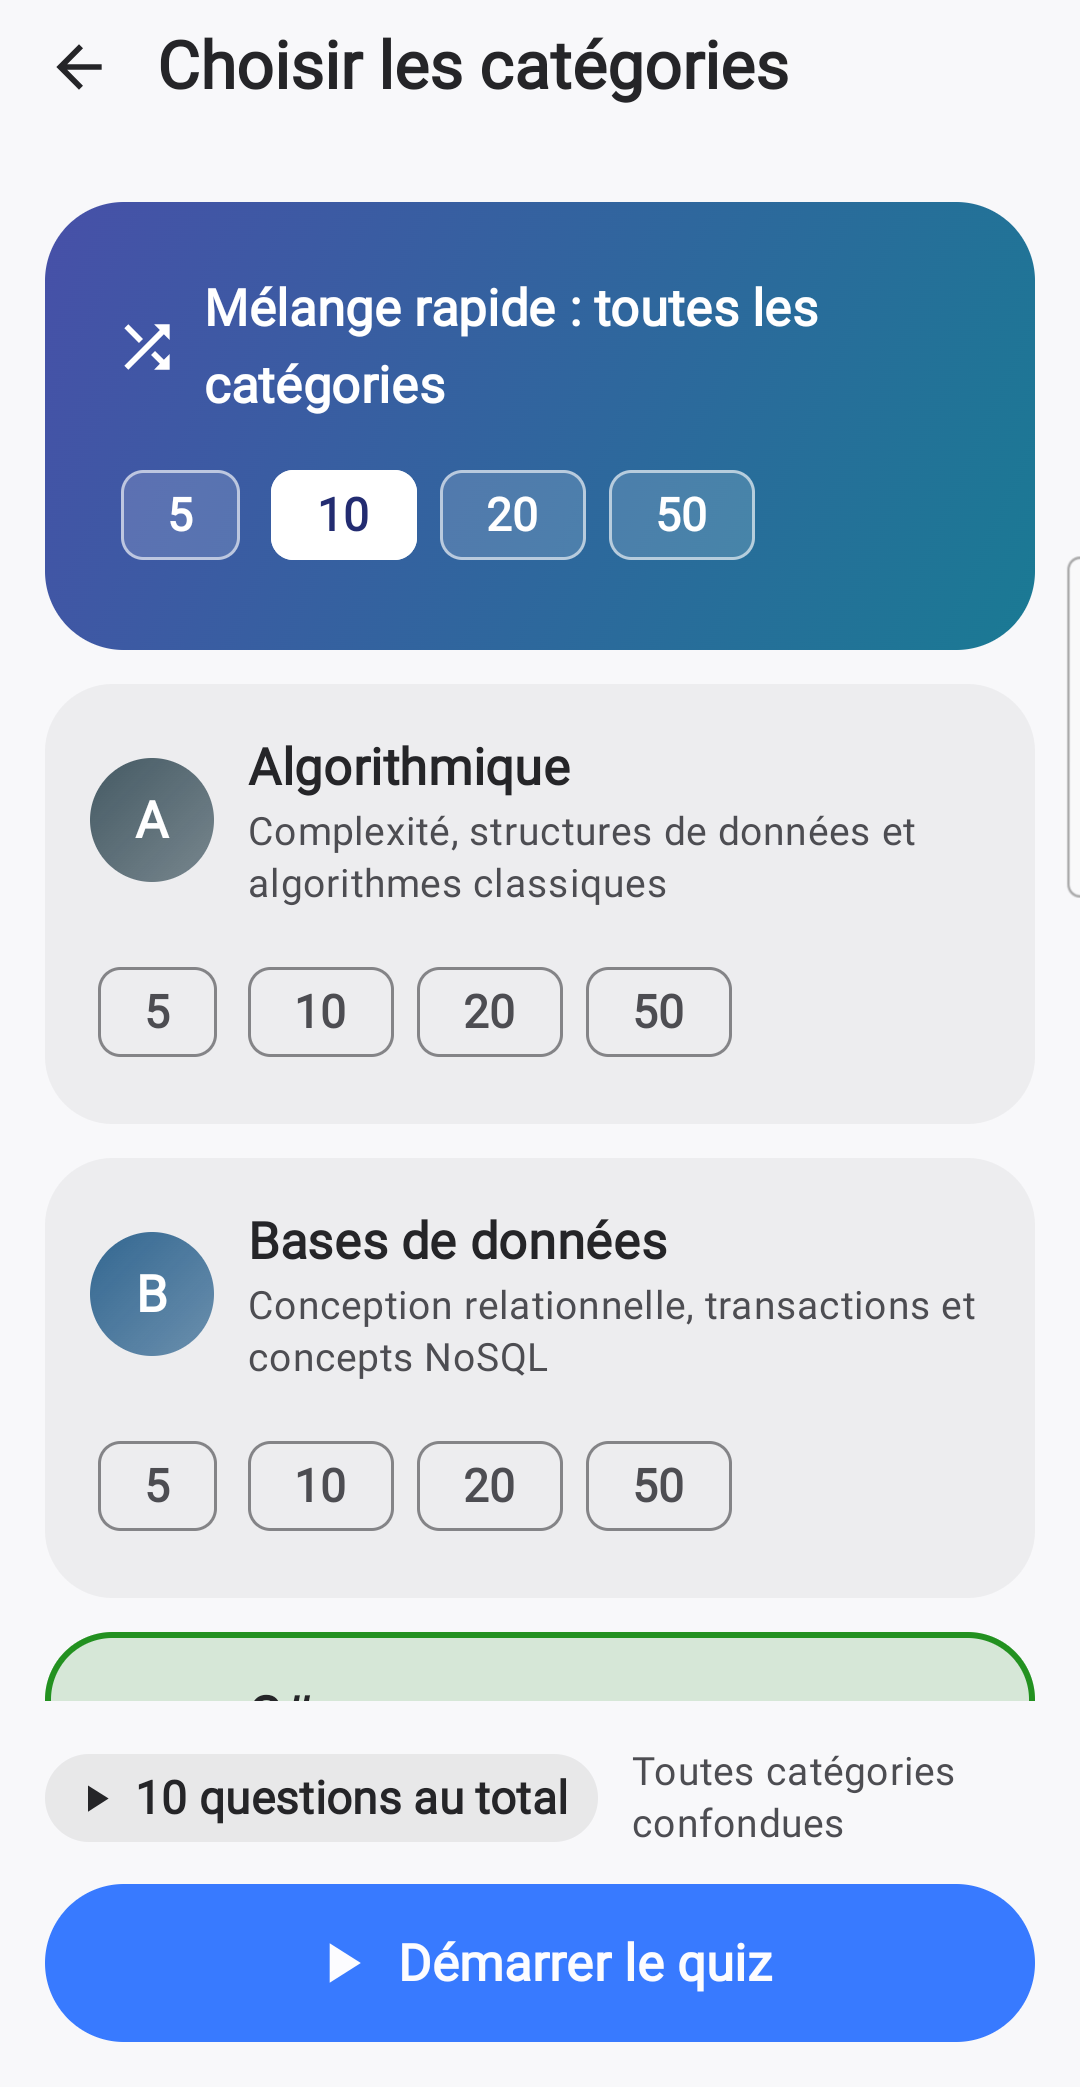 Choisir les catégories
Mélange rapide : toutes les
catégories
5 10 20 50
A
Algorithmique
Complexité, structures de données et
algorithmes classiques
5 10 20 50
B
Bases de données
Conception relationnelle, transactions et
concepts NoSQL
5 10 20 50
10 questions au total
Toutes catégories
confondues
Démarrer le quiz